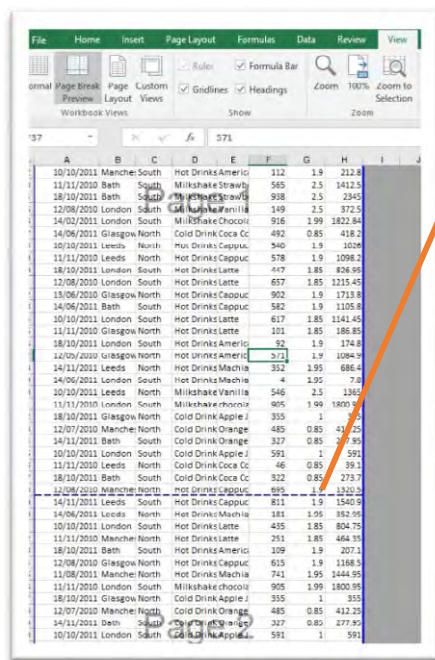 File Home Insert Page Layout Formulas Data Review View
Ruler Formula Bar
Page Break Page Custom Gridlines Headings Zoom 100% Zoom to
Preview Layout Views Selection
Workbook Views Show Zoom
fx 571
A B C D E F G H I
10/10/2011 Manche South Hot Drinks Americ 112 1.9 212.8
11/11/2010 Bath South Milkshake Strawb 565 2.5 1412.5
18/10/2011 Bath South Milkshake Strawb 938 2.5 2345
12/08/2010 London South Milkshake Vanilla 149 2.5 372.5
14/02/2011 London South Milkshake Chocola 916 1.99 1822.84
14/06/2011 Glasgow North Cold Drink Coca Co 492 0.85 418.2
10/10/2011 Leeds North Hot Drinks Cappuc 540 1.9 1026
11/11/2010 Leeds North Hot Drinks Cappuc 578 1.9 1098.2
18/10/2011 London South Hot Drinks Latte 447 1.85 826.95
12/08/2010 London South Hot Drinks Latte 657 1.85 1215.45
13/06/2010 Glasgow North Hot Drinks Cappuc 902 1.9 1713.8
14/06/2011 Bath South Hot Drinks Cappuc 582 1.9 1105.8
10/10/2011 London South Hot Drinks Latte 617 1.85 1141.45
11/11/2010 Glasgow North Hot Drinks Latte 101 1.85 186.85
18/10/2011 London South Hot Drinks Americ 92 1.9 174.8
12/05/2010 Glasgow North Hot Drinks Americ 571 1.9 1084.9
14/11/2011 Leeds North Hot Drinks Machia 352 1.95 686.4
14/06/2011 London South Hot Drinks Machia 4 1.95 7.8
10/10/2011 Leeds North Milkshake Vanilla 546 2.5 1365
11/11/2010 London South Milkshake chocola 905 1.99
18/10/2011 Glasgow North Cold Drink Apple J 355 1
12/07/2010 Manche North Cold Drink Orange 485 0.85
14/11/2011 Bath South Cold Drink Orange 327 0.85
10/10/2011 London South Cold Drink Apple J 591 1 591
11/11/2010 Leeds North Cold Drink Coca Co 46 0.85 39.1
18/10/2011 Bath South Cold Drink Coca Co 322 0.85 273.7
12/08/2010 Manche North Hot Drinks Cappuc 695 1.9 1320.5
14/11/2011 Leeds South Hot Drinks Cappuc 811 1.9 1540.9
14/06/2011 Glasgow North Hot Drinks Machia 181 1.95 352.95
10/10/2011 London South Hot Drinks Latte 435 1.85 804.75
11/11/2011 Manche North Hot Drinks Latte 251 1.85 464.35
18/10/2011 Bath South Hot Drinks Americ 109 1.9 207.1
12/08/2010 Glasgow North Hot Drinks Cappuc 615 1.9 1168.5
11/08/2011 Manche North Hot Drinks Machia 741 1.95 1444.95
11/11/2010 London South Milkshake chocola 905 1.99 1800.95
18/10/2011 Glasgow North Cold Drink Apple J 355 1 355
12/07/2010 Manche North Cold Drink Orange 485 0.85 412.25
14/11/2011 Bath South Cold Drink Orange 327 0.85 277.95
10/10/2011 London South Cold Drink Apple J 591 1 591
Page 1
Page 2